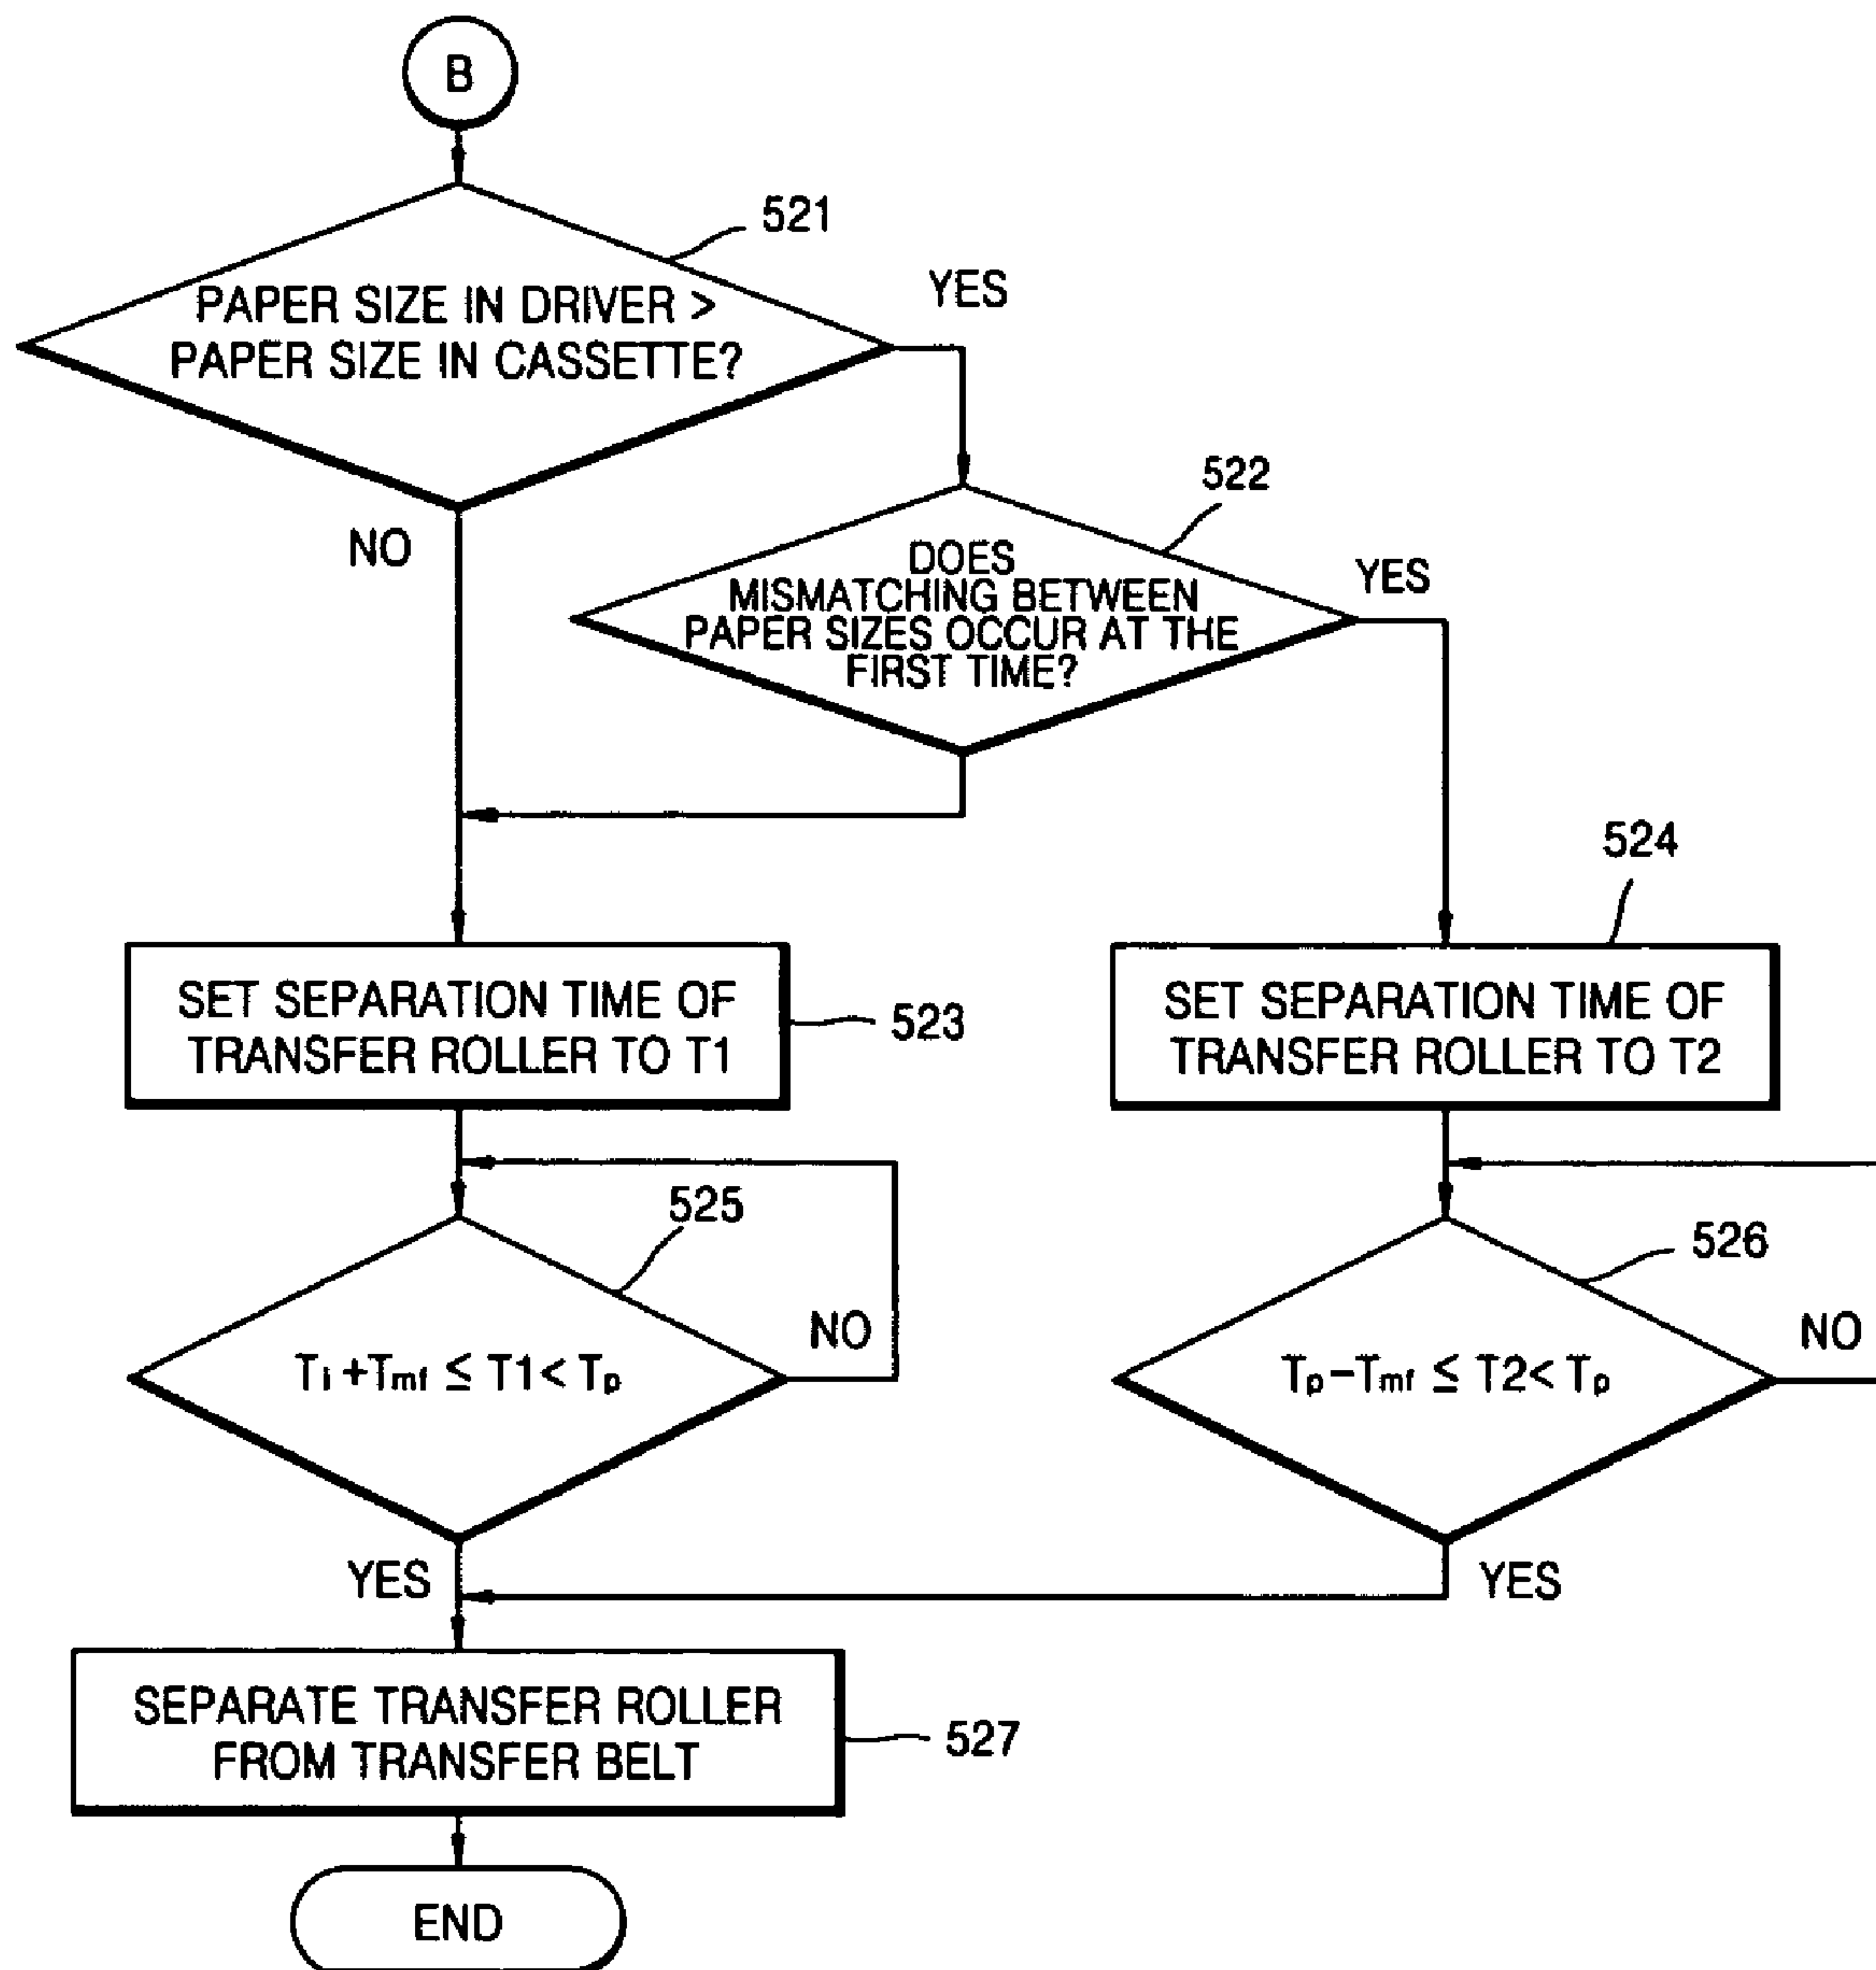 B
521
PAPER SIZE IN DRIVER >
PAPER SIZE IN CASSETTE?
YES
NO
522
DOES
MISMATCHING BETWEEN
PAPER SIZES OCCUR AT THE
FIRST TIME?
YES
524
SET SEPARATION TIME OF
TRANSFER ROLLER TO T1
523
SET SEPARATION TIME OF
TRANSFER ROLLER TO T2
525
Ti +Tmf ≤ T1< Tp
NO
526
Tp−Tmf ≤ T2< Tp
NO
YES
YES
SEPARATE TRANSFER ROLLER
FROM TRANSFER BELT
527
END